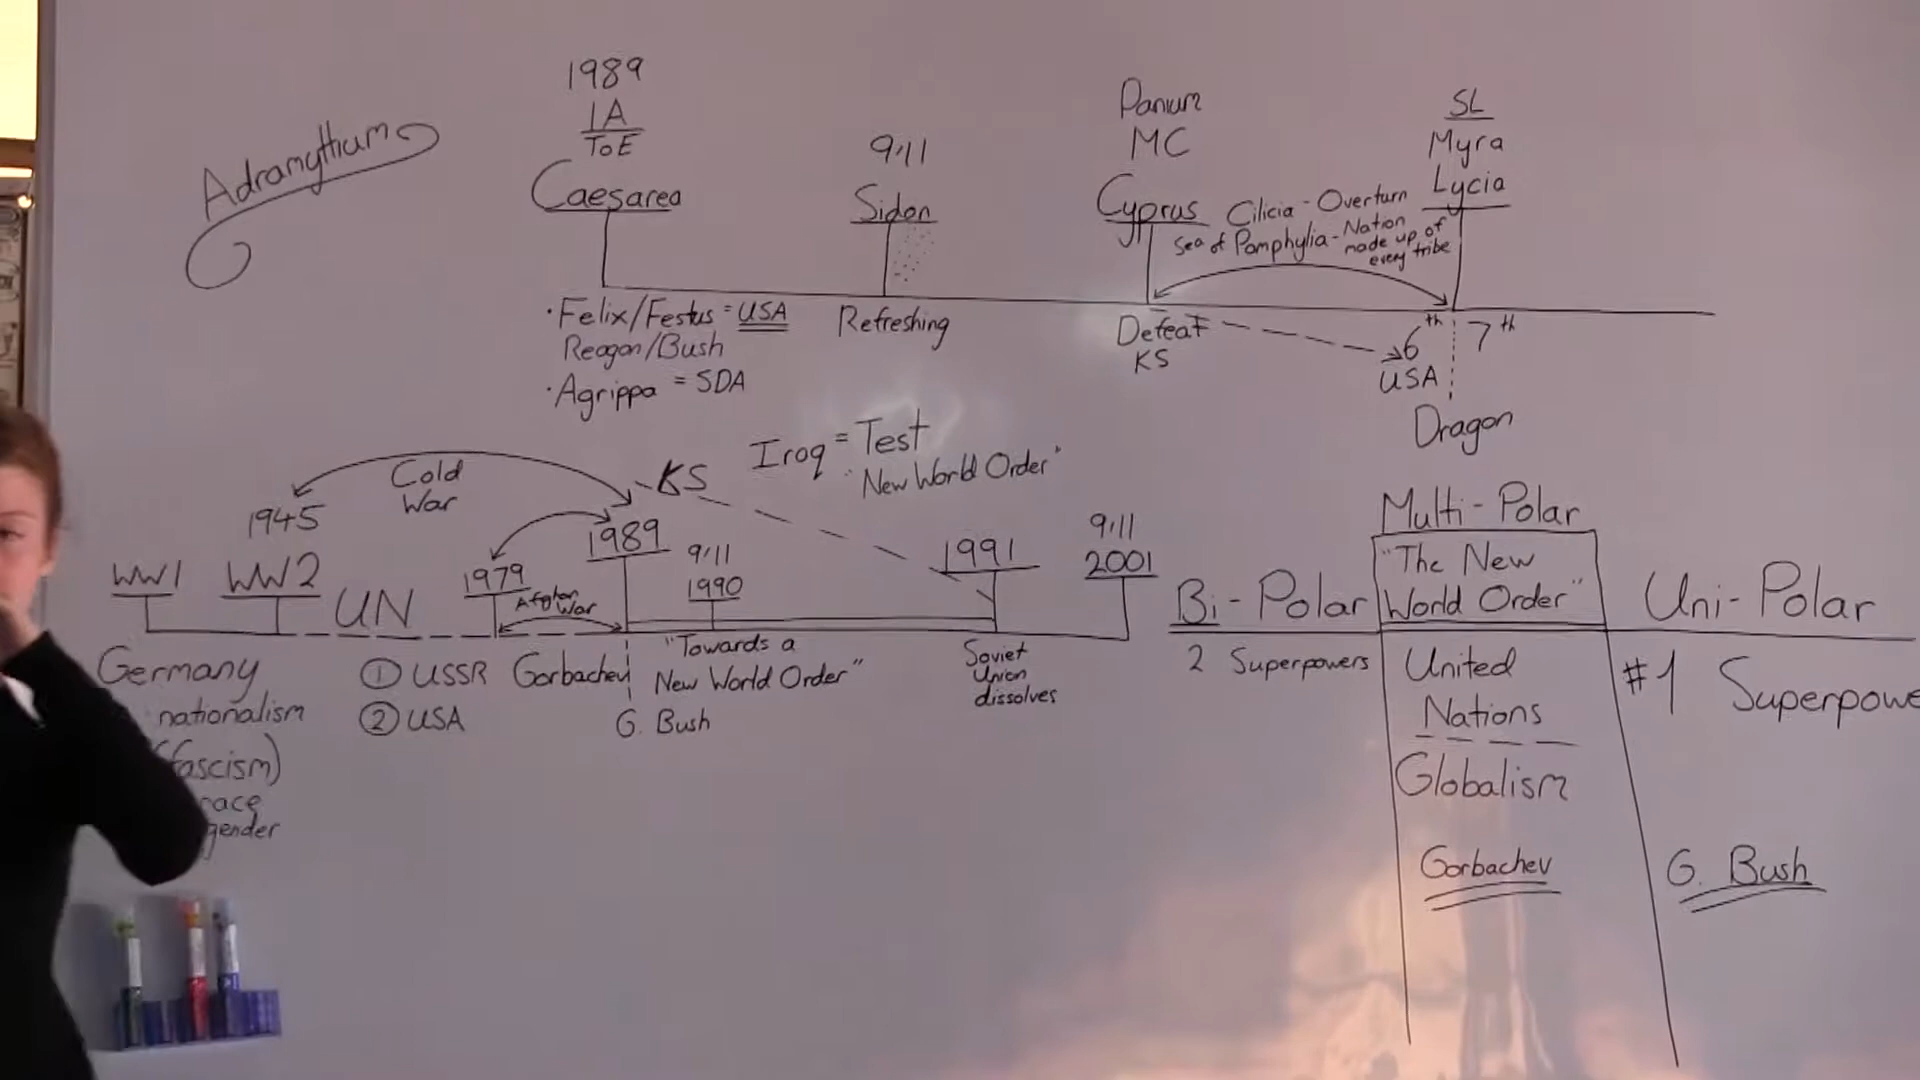 Adramyttium
1989
1A
ToE
Caesarea
9/11
Sidon
Panium
MC
Cyprus
Cilicia - Overturn
Sea of Pamphylia - Nation
made up of
every tribe
SL
Myra
Lycia
· Felix/Festus = USA
Reagan/Bush
· Agrippa = SDA
Refreshing
Defeat
KS
6th
USA
7th
Dragon
Iraq = Test
"New World Order"
Cold
War
KS
1945
WW1
WW2
UN
1979
Afghan
War
1989
9/11
1990
1991
9/11
2001
Germany
nationalism
(fascism)
race
gender
① USSR
② USA
Gorbachev
G. Bush
"Towards a
New World Order"
Soviet
Union
dissolves
Multi-Polar
Bi-Polar
"The New
World Order"
Uni-Polar
2 Superpowers
United
Nations
Globalism
Gorbachev
#1 Superpowe
G. Bush